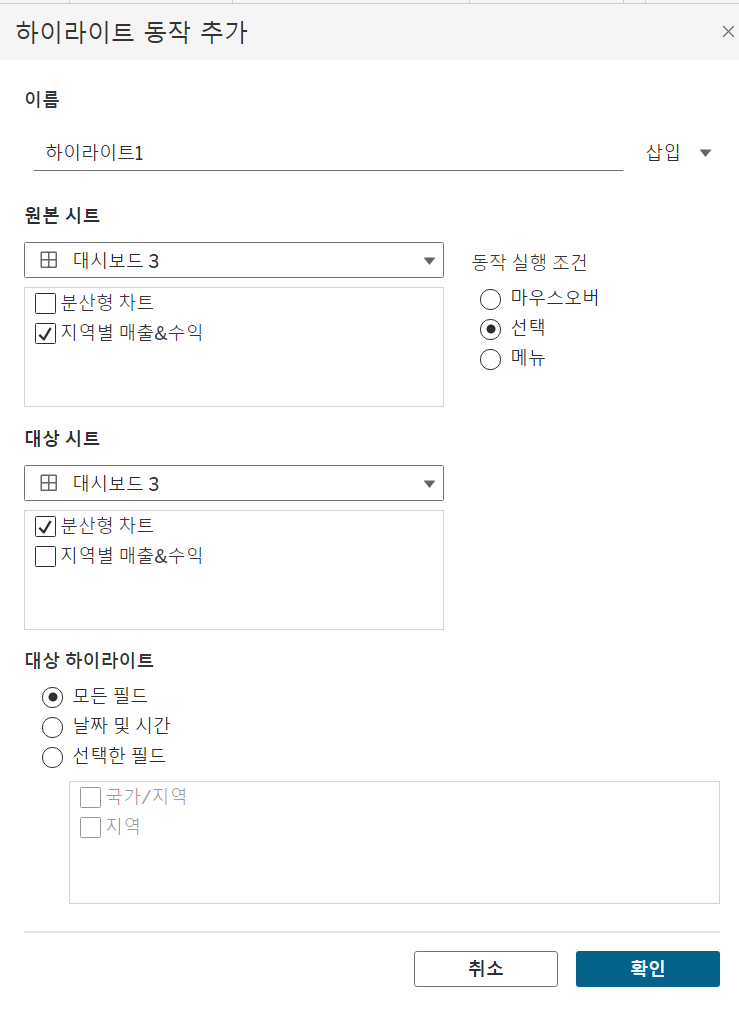 하이라이트 동작 추가
이름
하이라이트1
삽입
원본 시트
대시보드 3
분산형 차트
지역별 매출&수익
동작 실행 조건
마우스오버
선택
메뉴
대상 시트
대시보드 3
분산형 차트
지역별 매출&수익
대상 하이라이트
모든 필드
날짜 및 시간
선택한 필드
국가/지역
지역
취소
확인